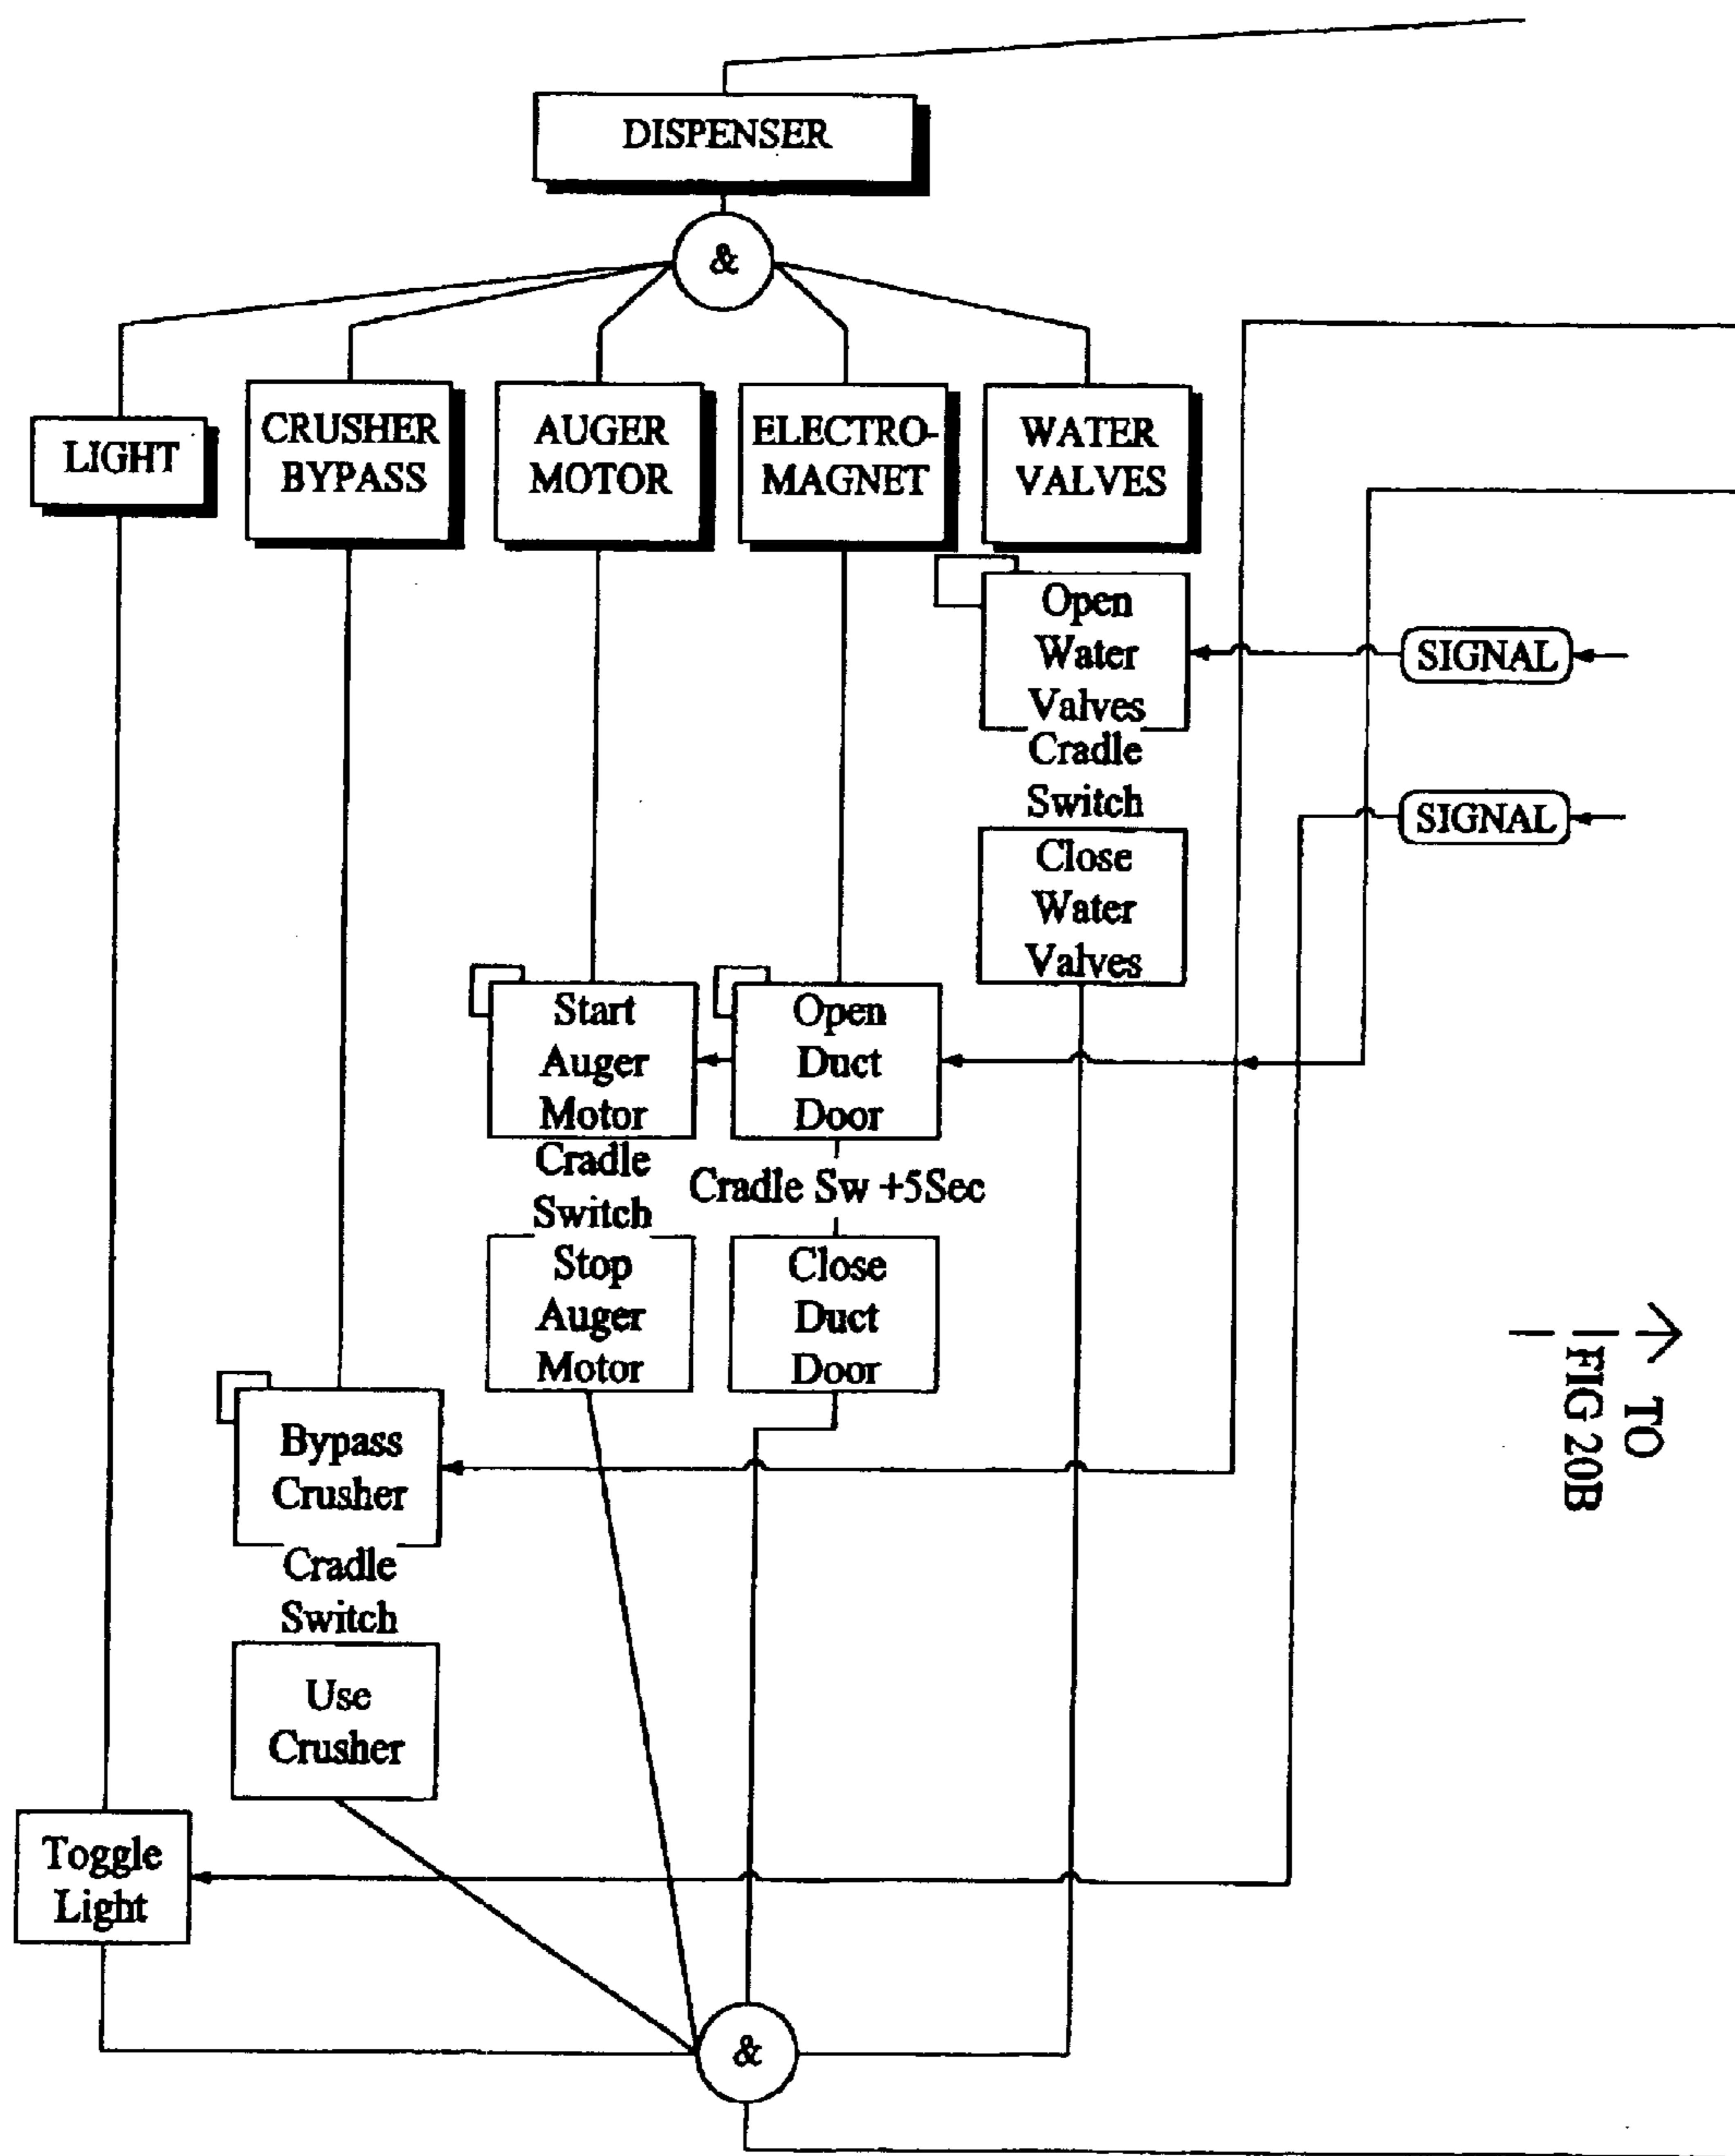 DISPENSER
&
LIGHT
CRUSHER
BYPASS
AUGER
MOTOR
ELECTRO-
MAGNET
WATER
VALVES
Open
Water
Valves
SIGNAL
Cradle
Switch
SIGNAL
Close
Water
Valves
Start
Auger
Motor
Open
Duct
Door
Cradle
Switch
Cradle Sw +5Sec
Stop
Auger
Motor
Close
Duct
Door
TO
FIG 20B
Bypass
Crusher
Cradle
Switch
Use
Crusher
Toggle
Light
&